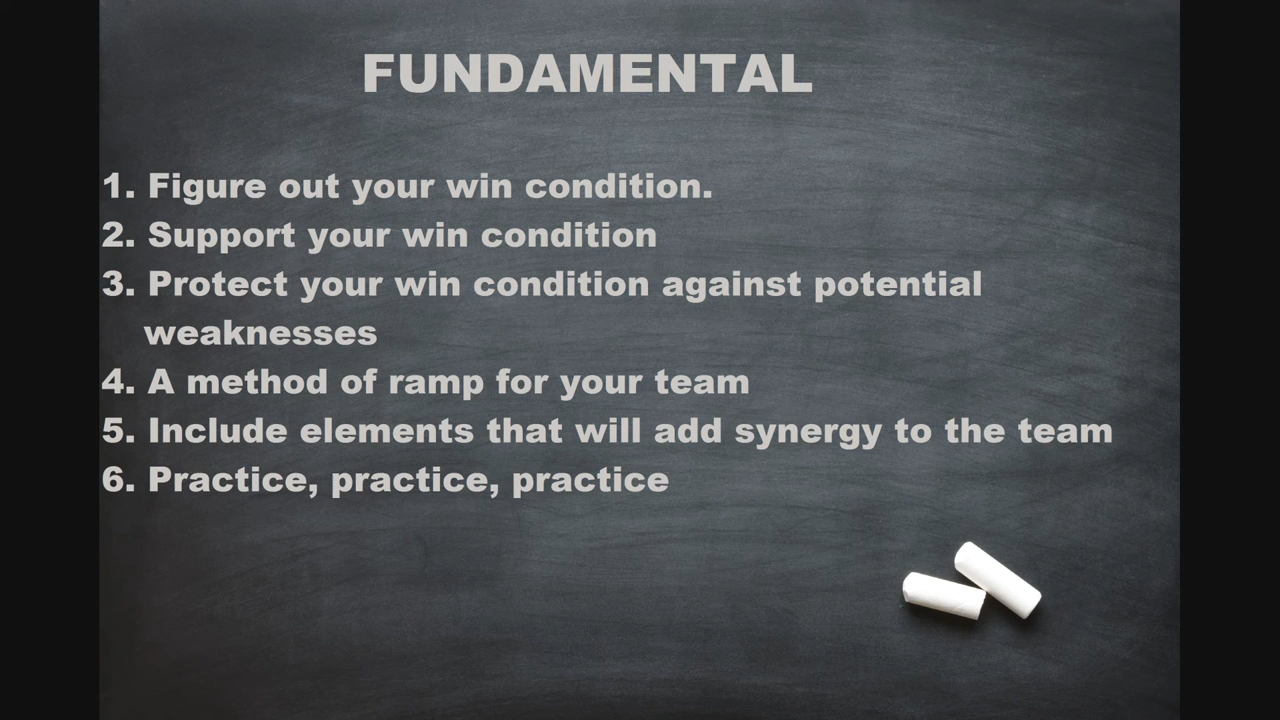 FUNDAMENTAL
1. Figure out your win condition.
2. Support your win condition
3. Protect your win condition against potential
weaknesses
4. A method of ramp for your team
5. Include elements that will add synergy to the team
6. Practice, practice, practice